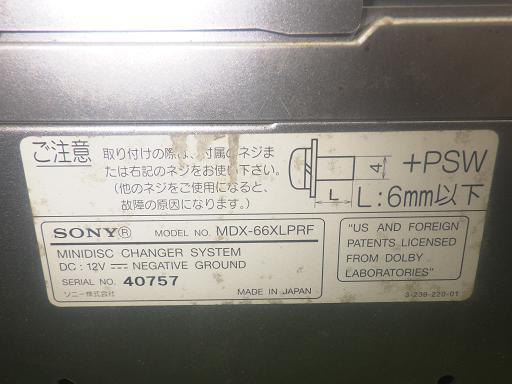 ご注意
取り付けの際は、付属のネジま
たは右記のネジをお使い下さい。
(他のネジをご使用になると、
故障の原因になります。)
L
4
+PSW
L:6mm以下
SONY® MODEL NO. MDX-66XLPRF
MINIDISC CHANGER SYSTEM
DC: 12V ⎓ NEGATIVE GROUND
SERIAL NO. 40757
ソニー株式会社
MADE IN JAPAN
"US AND FOREIGN
PATENTS LICENSED
FROM DOLBY
LABORATORIES"
3-239-220-01